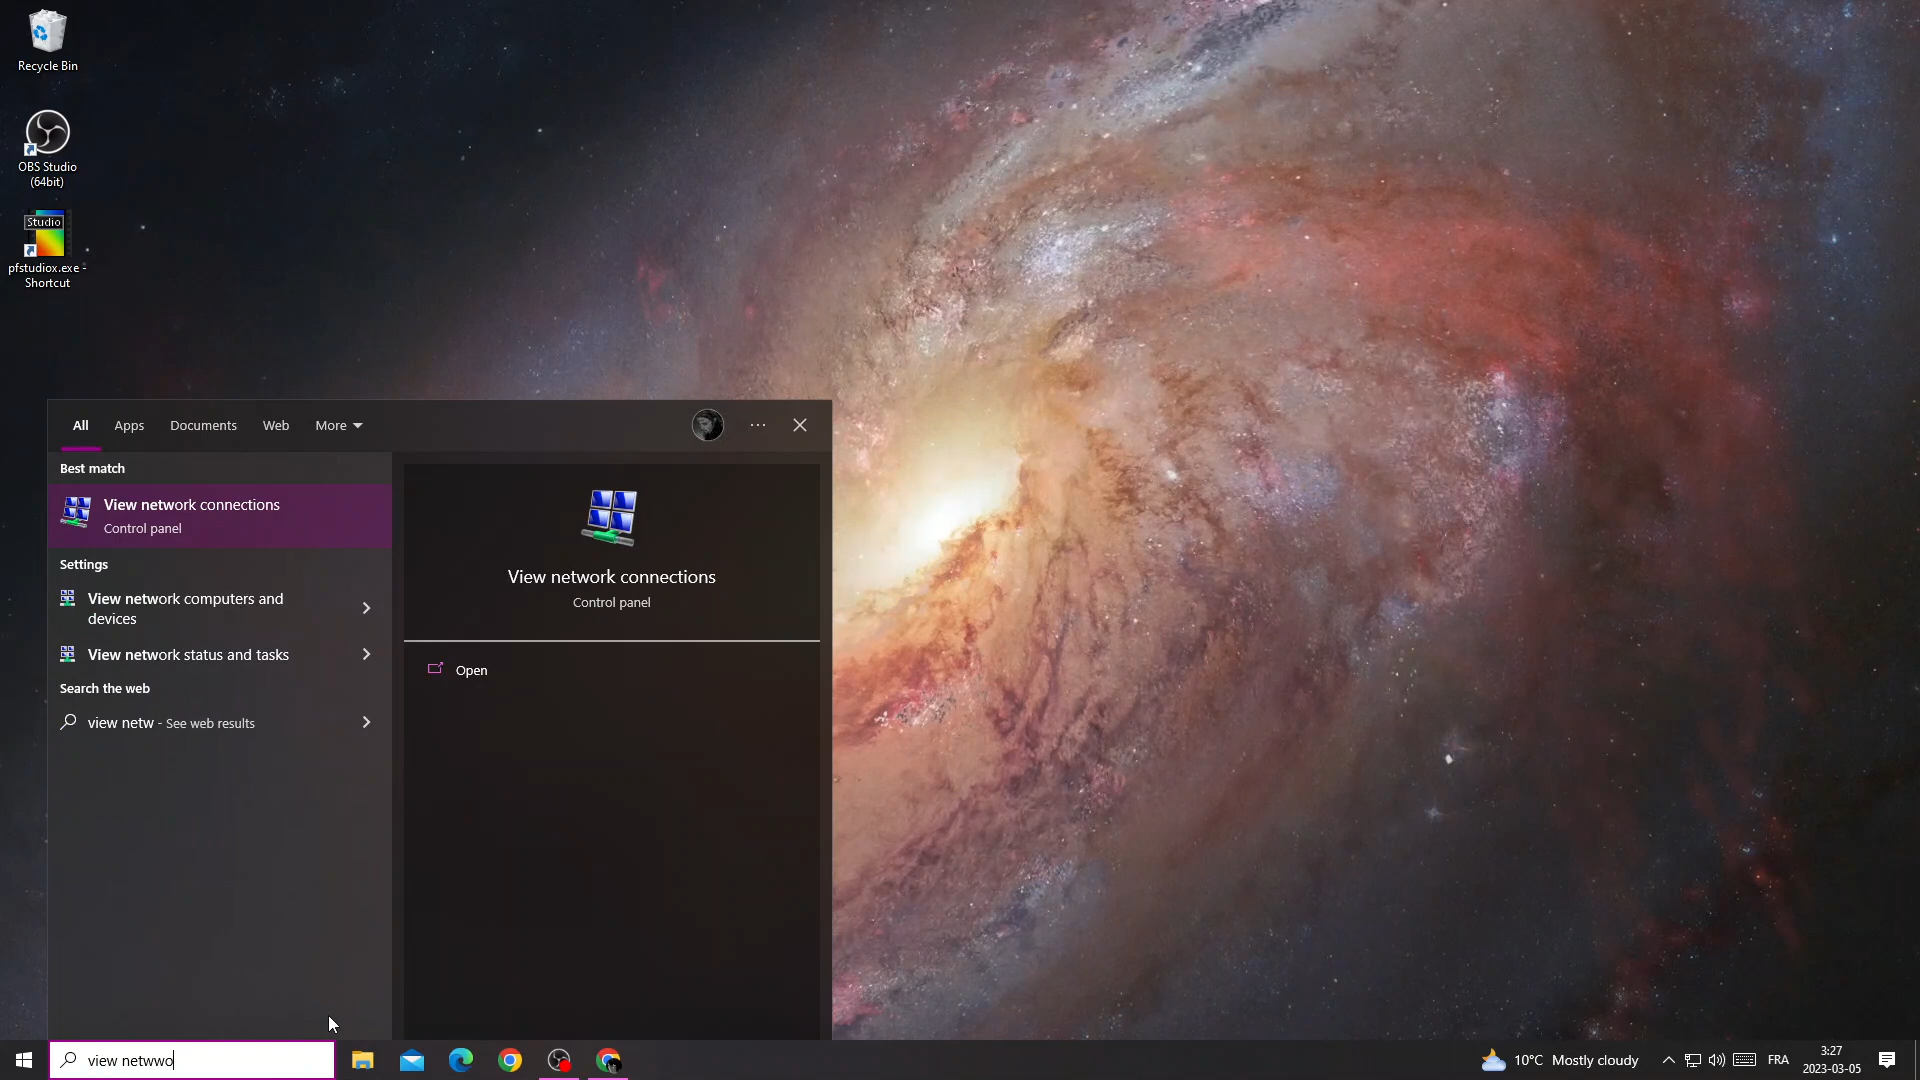 Recycle Bin
OBS Studio
(64bit)
Studio
pfstudiox.exe -
Shortcut
All
Apps
Documents
Web
More
Best match
View network connections
Control panel
Settings
View network computers and
devices
View network status and tasks
Search the web
view netw - See web results
View network connections
Control panel
Open
view netwwo
10°C Mostly cloudy
FRA
3:27
2023-03-05